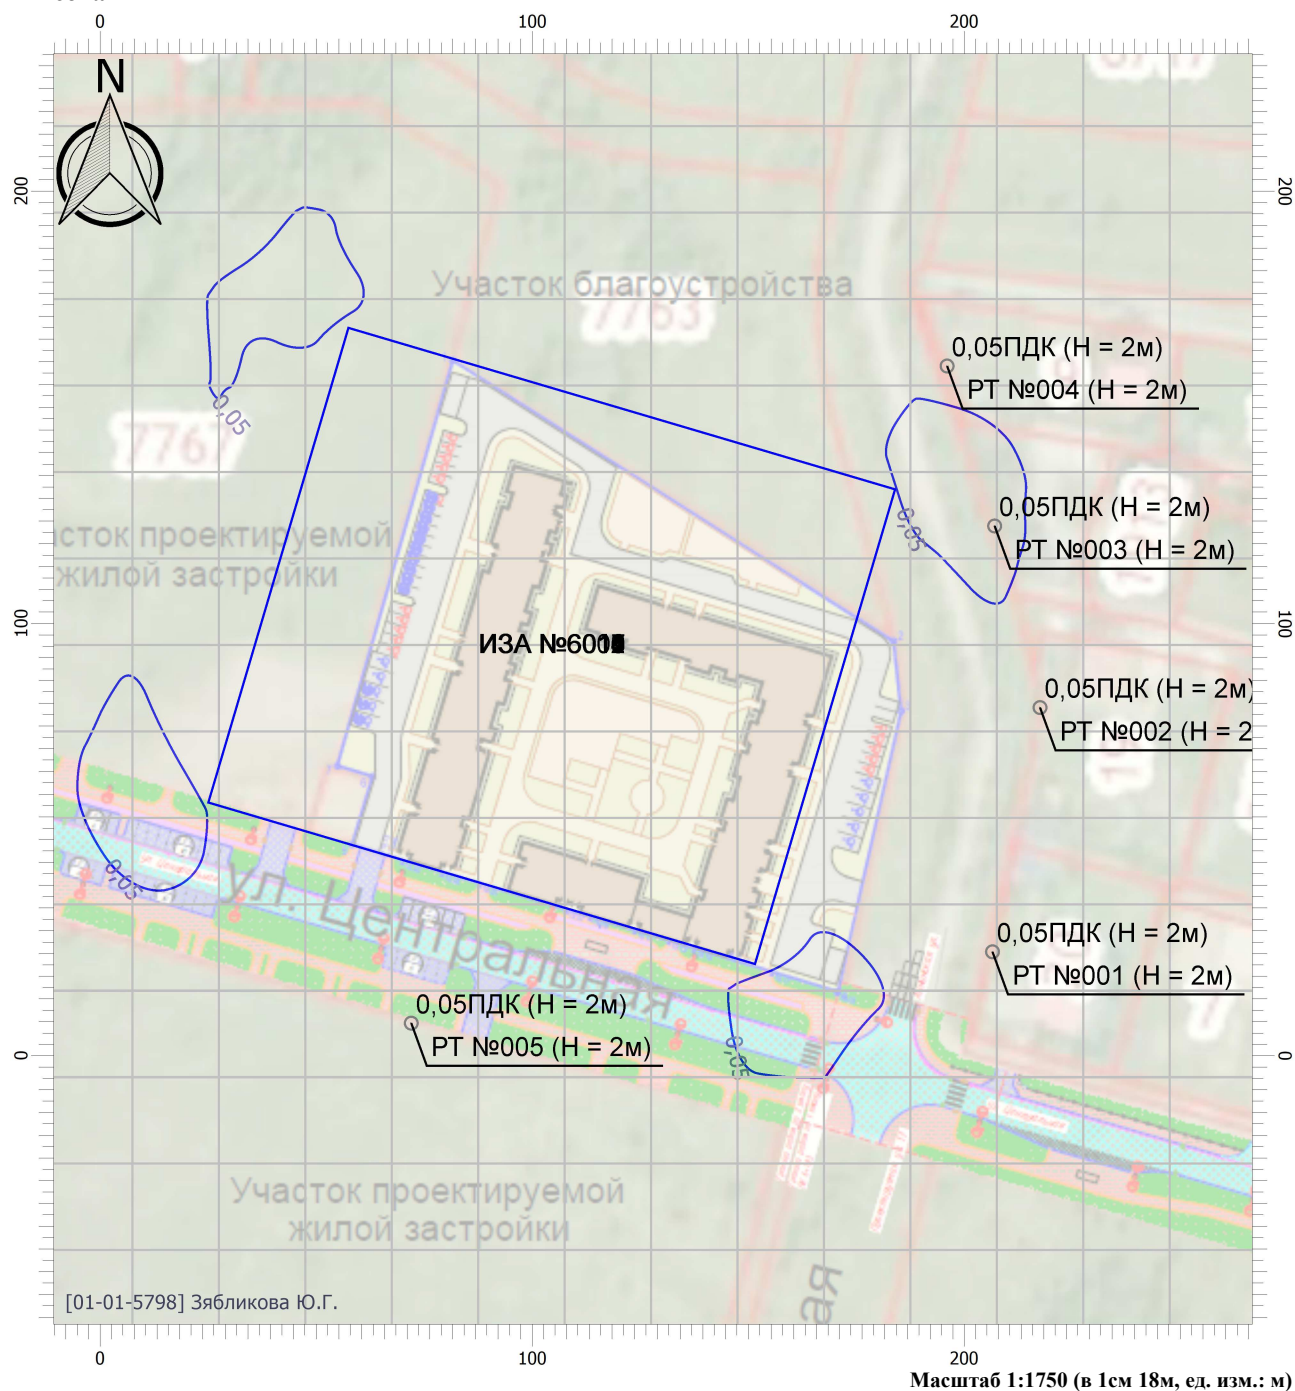 0 100 200
N
200 200
Участок благоустройства
7763
0,05ПДК (Н = 2м)
РТ №004 (Н = 2м)
0,05
7767
0,05ПДК (Н = 2м)
РТ №003 (Н = 2м)
0,05
сток проектируемой
жилой застройки
100 100
ИЗА №600
0,05ПДК (Н = 2м)
РТ №002 (Н = 2
0,05
ул. Центральная
0,05ПДК (Н = 2м)
РТ №001 (Н = 2м)
0,05ПДК (Н = 2м)
РТ №005 (Н = 2м)
0,05
0 0
Участок проектируемой
жилой застройки
ая
[01-01-5798] Зябликова Ю.Г.
0 100 200
Масштаб 1:1750 (в 1см 18м, ед. изм.: м)